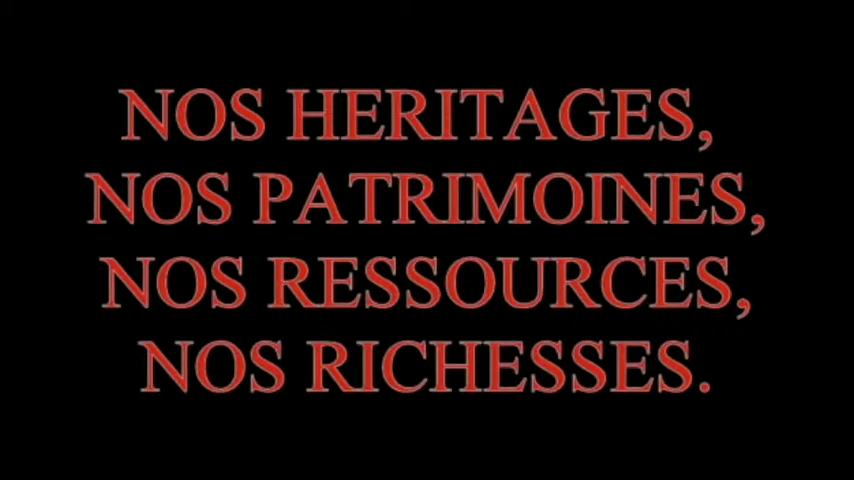 NOS HERITAGES,
NOS PATRIMOINES,
NOS RESSOURCES,
NOS RICHESSES.